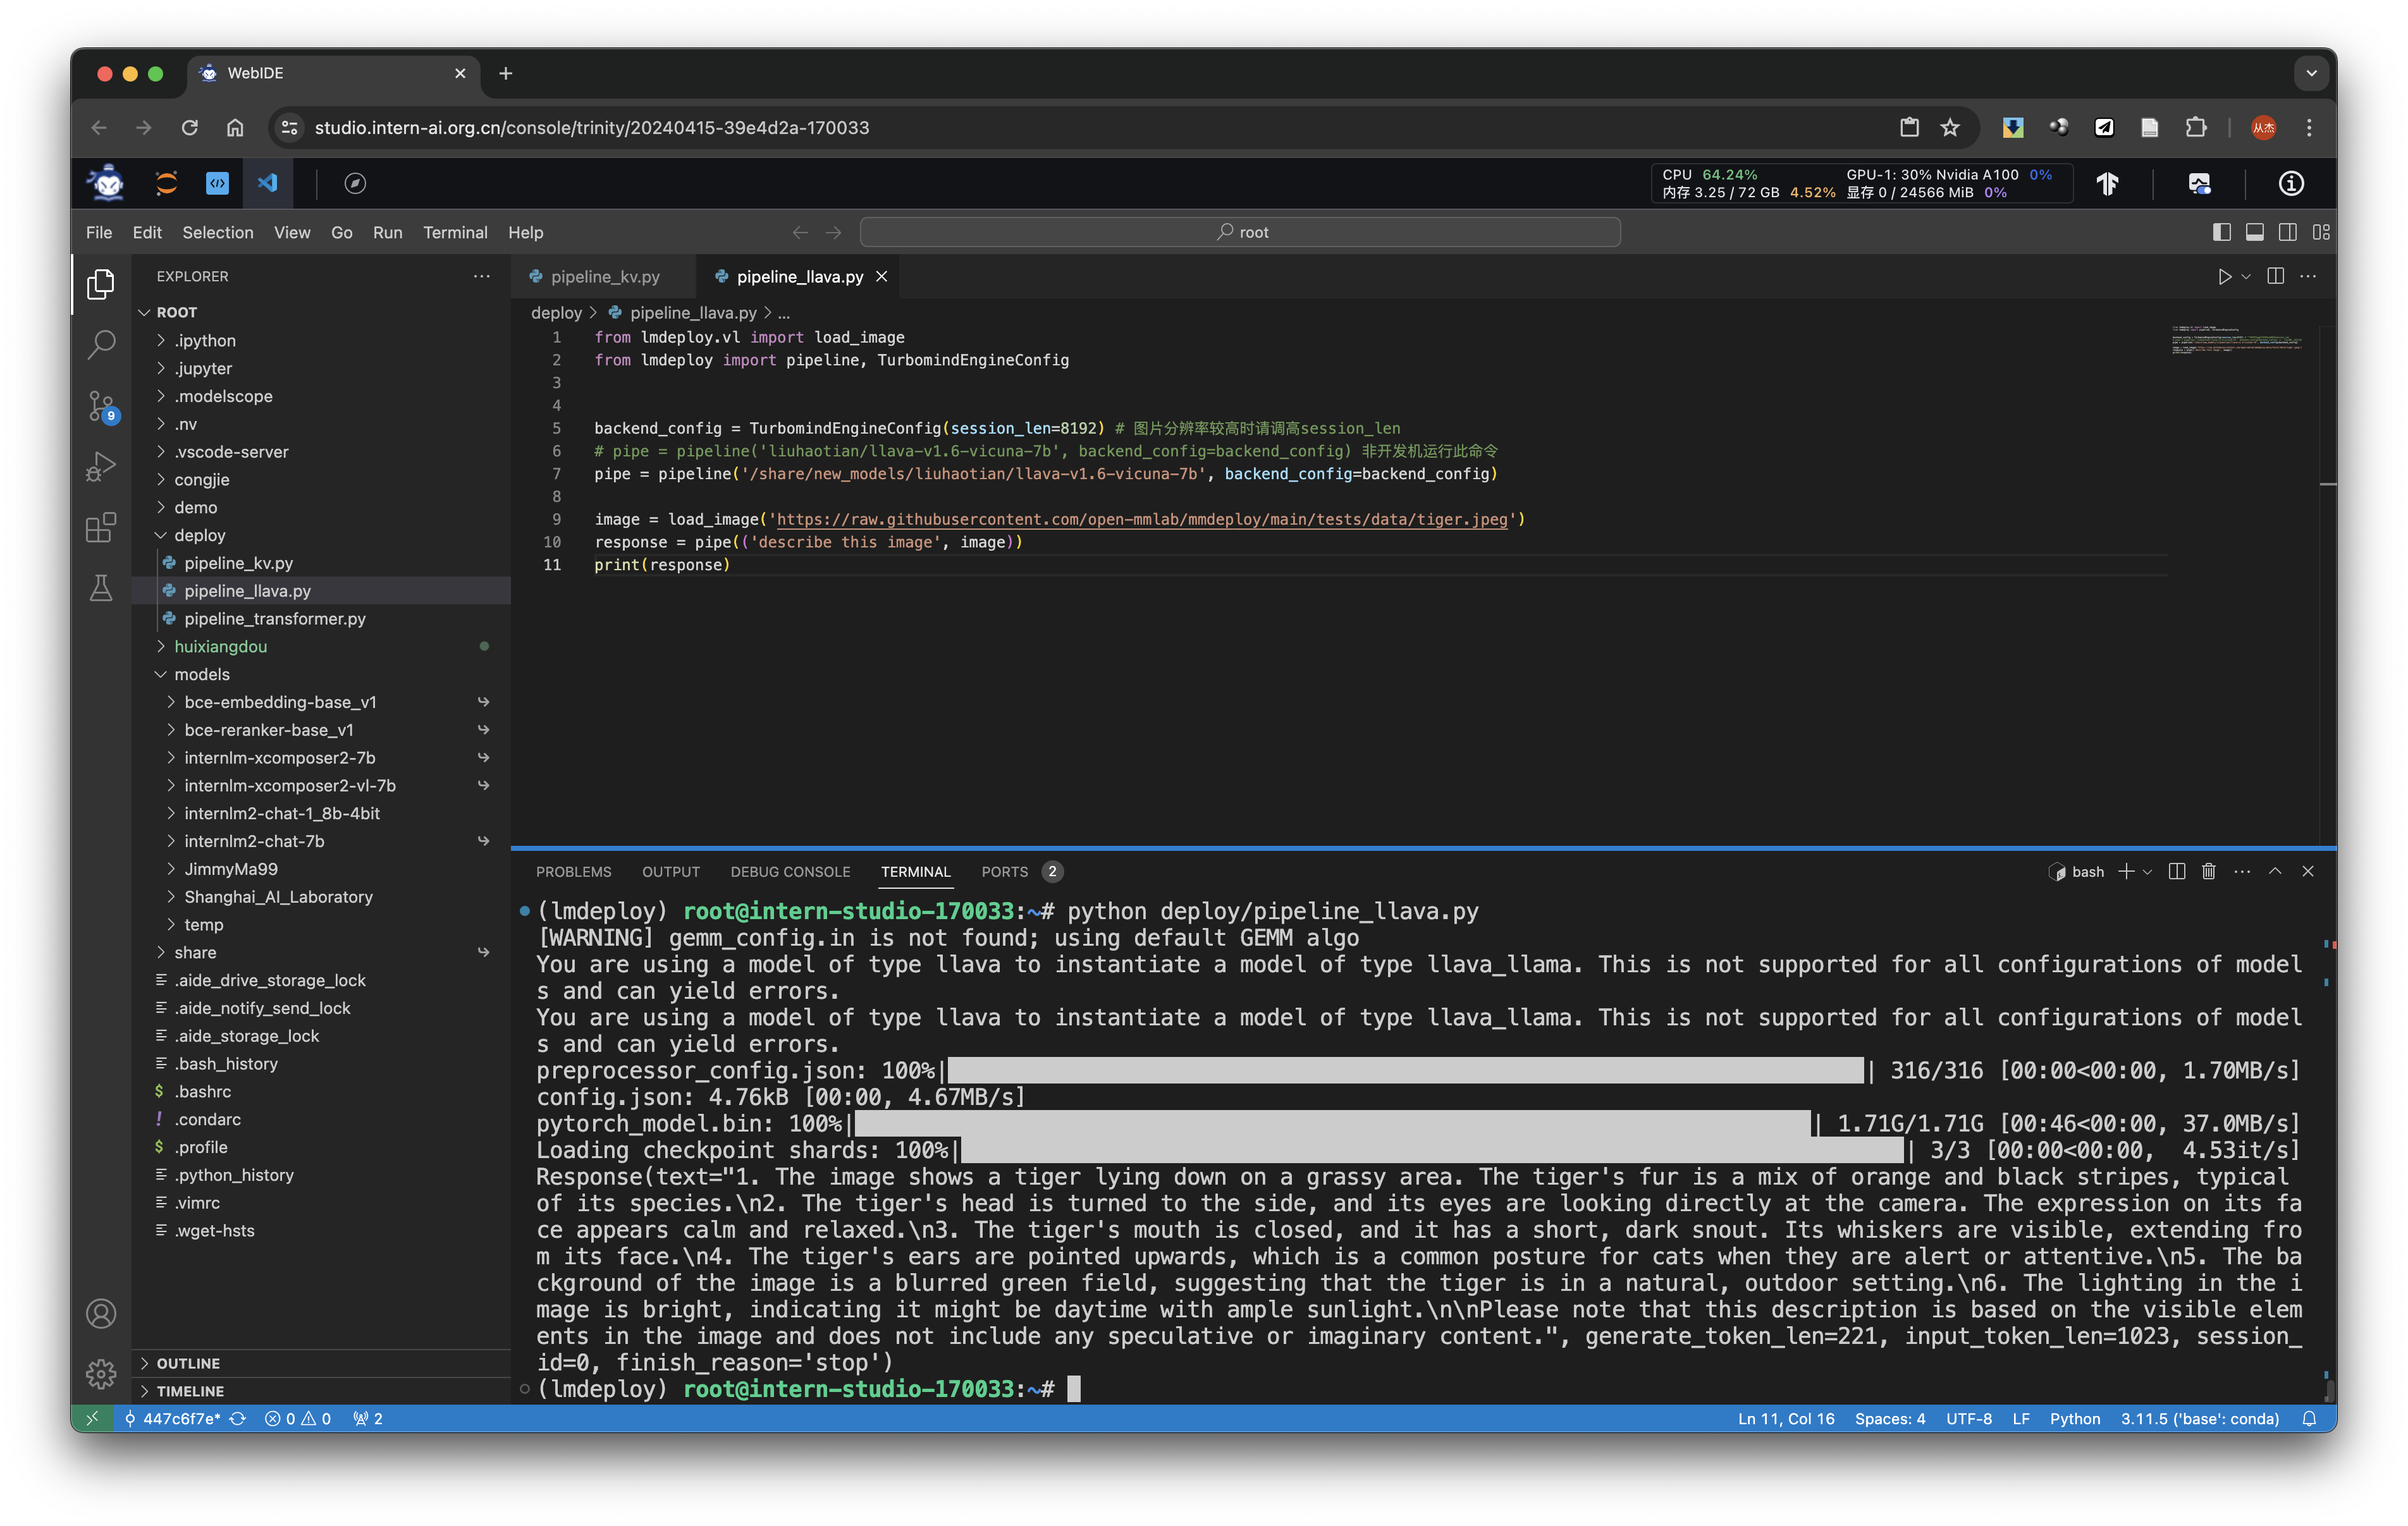 WebIDE
studio.intern-ai.org.cn/console/trinity/20240415-39e4d2a-170033
从杰
CPU 64.24% GPU-1: 30% Nvidia A100 0%
内存 3.25 / 72 GB 4.52% 显存 0 / 24566 MiB 0%
File Edit Selection View Go Run Terminal Help
root
EXPLORER
ROOT
.ipython
.jupyter
.modelscope
.nv
.vscode-server
congjie
demo
deploy
pipeline_kv.py
pipeline_llava.py
pipeline_transformer.py
huixiangdou
models
bce-embedding-base_v1
bce-reranker-base_v1
internlm-xcomposer2-7b
internlm-xcomposer2-vl-7b
internlm2-chat-1_8b-4bit
internlm2-chat-7b
JimmyMa99
Shanghai_AI_Laboratory
temp
share
.aide_drive_storage_lock
.aide_notify_send_lock
.aide_storage_lock
.bash_history
.bashrc
.condarc
.profile
.python_history
.vimrc
.wget-hsts
OUTLINE
TIMELINE
9
pipeline_kv.py pipeline_llava.py
deploy > pipeline_llava.py > ...
1 from lmdeploy.vl import load_image
2 from lmdeploy import pipeline, TurbomindEngineConfig
3
4
5 backend_config = TurbomindEngineConfig(session_len=8192) # 图片分辨率较高时请调高session_len
6 # pipe = pipeline('liuhaotian/llava-v1.6-vicuna-7b', backend_config=backend_config) 非开发机运行此命令
7 pipe = pipeline('/share/new_models/liuhaotian/llava-v1.6-vicuna-7b', backend_config=backend_config)
8
9 image = load_image('https://raw.githubusercontent.com/open-mmlab/mmdeploy/main/tests/data/tiger.jpeg')
10 response = pipe(('describe this image', image))
11 print(response)
PROBLEMS OUTPUT DEBUG CONSOLE TERMINAL PORTS 2
bash
(lmdeploy) root@intern-studio-170033:~# python deploy/pipeline_llava.py
[WARNING] gemm_config.in is not found; using default GEMM algo
You are using a model of type llava to instantiate a model of type llava_llama. This is not supported for all configurations of model
s and can yield errors.
You are using a model of type llava to instantiate a model of type llava_llama. This is not supported for all configurations of model
s and can yield errors.
preprocessor_config.json: 100%| | 316/316 [00:00<00:00, 1.70MB/s]
config.json: 4.76kB [00:00, 4.67MB/s]
pytorch_model.bin: 100%| | 1.71G/1.71G [00:46<00:00, 37.0MB/s]
Loading checkpoint shards: 100%| | 3/3 [00:00<00:00, 4.53it/s]
Response(text="1. The image shows a tiger lying down on a grassy area. The tiger's fur is a mix of orange and black stripes, typical
of its species.\n2. The tiger's head is turned to the side, and its eyes are looking directly at the camera. The expression on its fa
ce appears calm and relaxed.\n3. The tiger's mouth is closed, and it has a short, dark snout. Its whiskers are visible, extending fro
m its face.\n4. The tiger's ears are pointed upwards, which is a common posture for cats when they are alert or attentive.\n5. The ba
ckground of the image is a blurred green field, suggesting that the tiger is in a natural, outdoor setting.\n6. The lighting in the i
mage is bright, indicating it might be daytime with ample sunlight.\n\nPlease note that this description is based on the visible elem
ents in the image and does not include any speculative or imaginary content.", generate_token_len=221, input_token_len=1023, session_
id=0, finish_reason='stop')
(lmdeploy) root@intern-studio-170033:~#
447c6f7e* 0 0 2
Ln 11, Col 16 Spaces: 4 UTF-8 LF Python 3.11.5 ('base': conda)